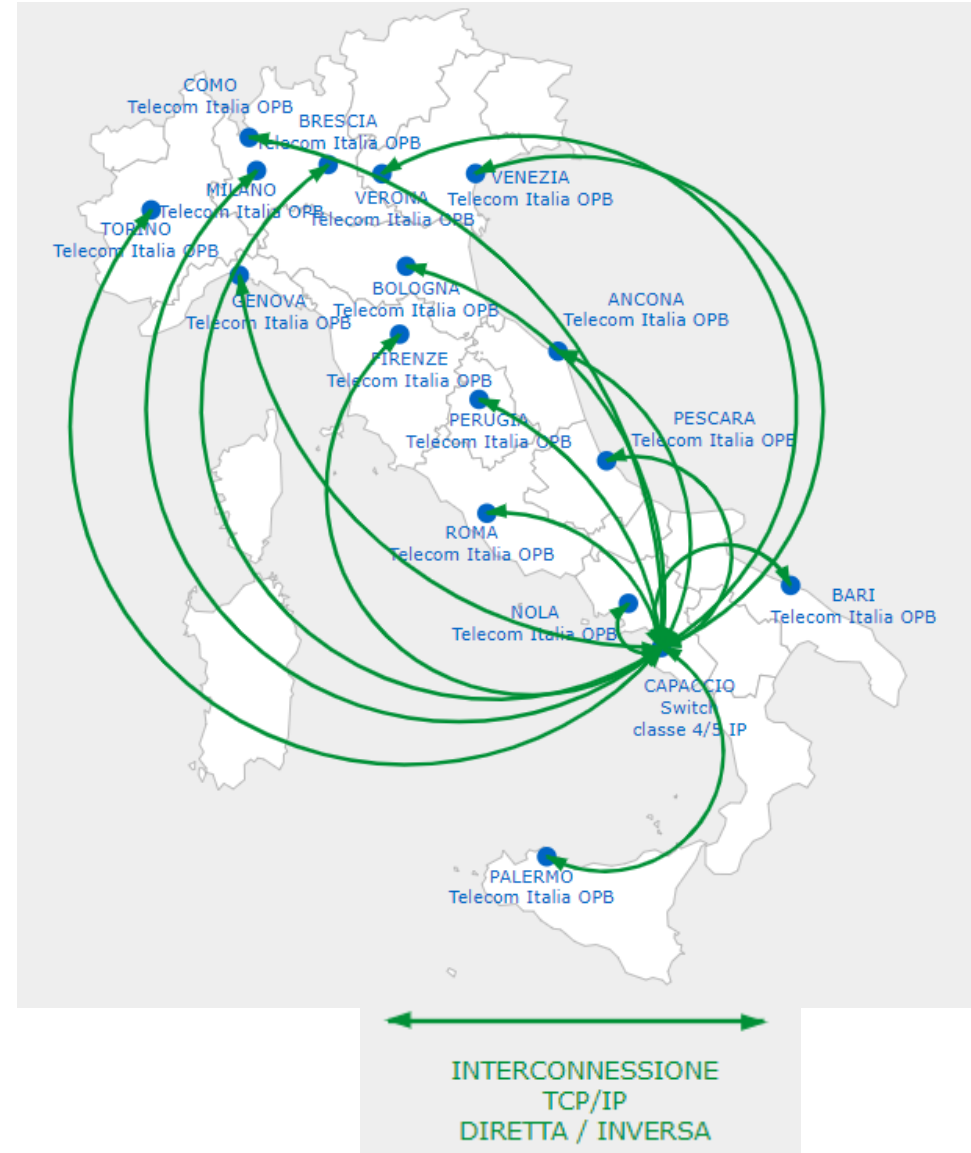 COMO
Telecom Italia OPB
BRESCIA
Telecom Italia OPB
MILANO
Telecom Italia OPB
VERONA
Telecom Italia OPB
VENEZIA
Telecom Italia OPB
TORINO
Telecom Italia OPB
GENOVA
Telecom Italia OPB
BOLOGNA
Telecom Italia OPB
ANCONA
Telecom Italia OPB
FIRENZE
Telecom Italia OPB
PERUGIA
Telecom Italia OPB
PESCARA
Telecom Italia OPB
ROMA
Telecom Italia OPB
NOLA
Telecom Italia OPB
BARI
Telecom Italia OPB
CAPACCIO
Switch
classe 4/5 IP
PALERMO
Telecom Italia OPB
INTERCONNESSIONE
TCP/IP
DIRETTA / INVERSA